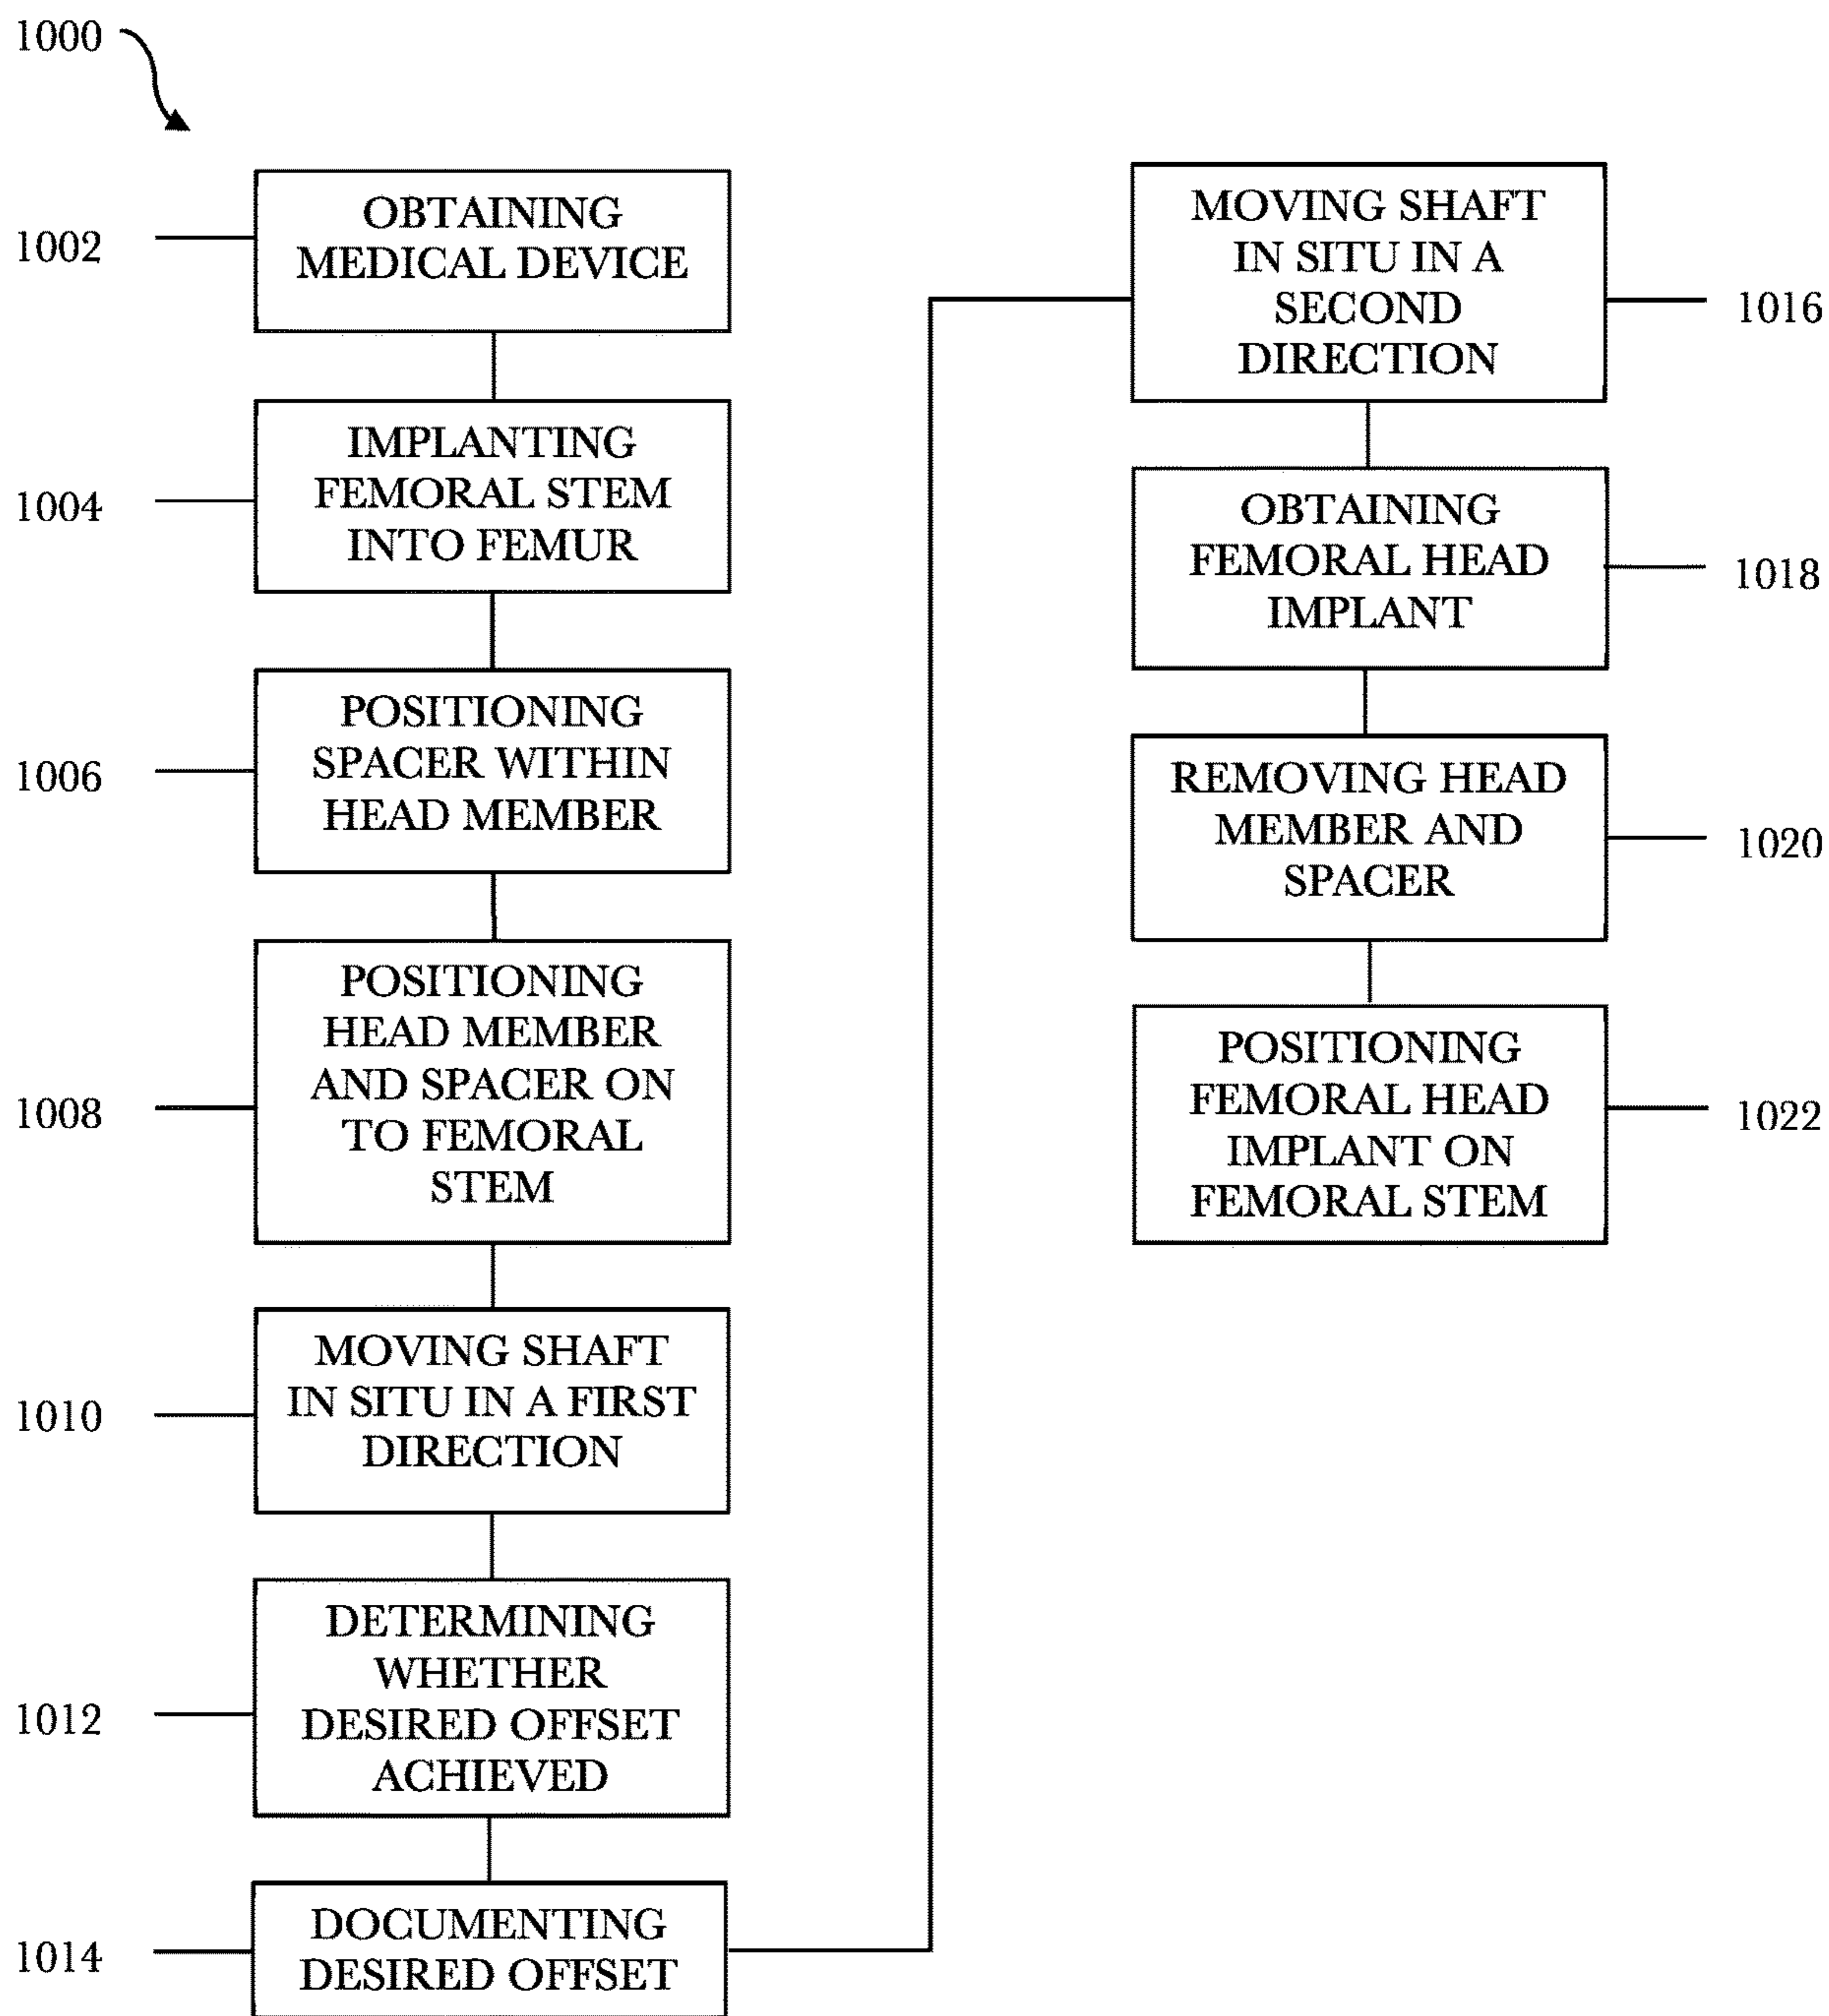 1000
1002
OBTAINING
MEDICAL DEVICE
1004
IMPLANTING
FEMORAL STEM
INTO FEMUR
1006
POSITIONING
SPACER WITHIN
HEAD MEMBER
1008
POSITIONING
HEAD MEMBER
AND SPACER ON
TO FEMORAL
STEM
1010
MOVING SHAFT
IN SITU IN A FIRST
DIRECTION
1012
DETERMINING
WHETHER
DESIRED OFFSET
ACHIEVED
1014
DOCUMENTING
DESIRED OFFSET
MOVING SHAFT
IN SITU IN A
SECOND
DIRECTION
1016
OBTAINING
FEMORAL HEAD
IMPLANT
1018
REMOVING HEAD
MEMBER AND
SPACER
1020
POSITIONING
FEMORAL HEAD
IMPLANT ON
FEMORAL STEM
1022